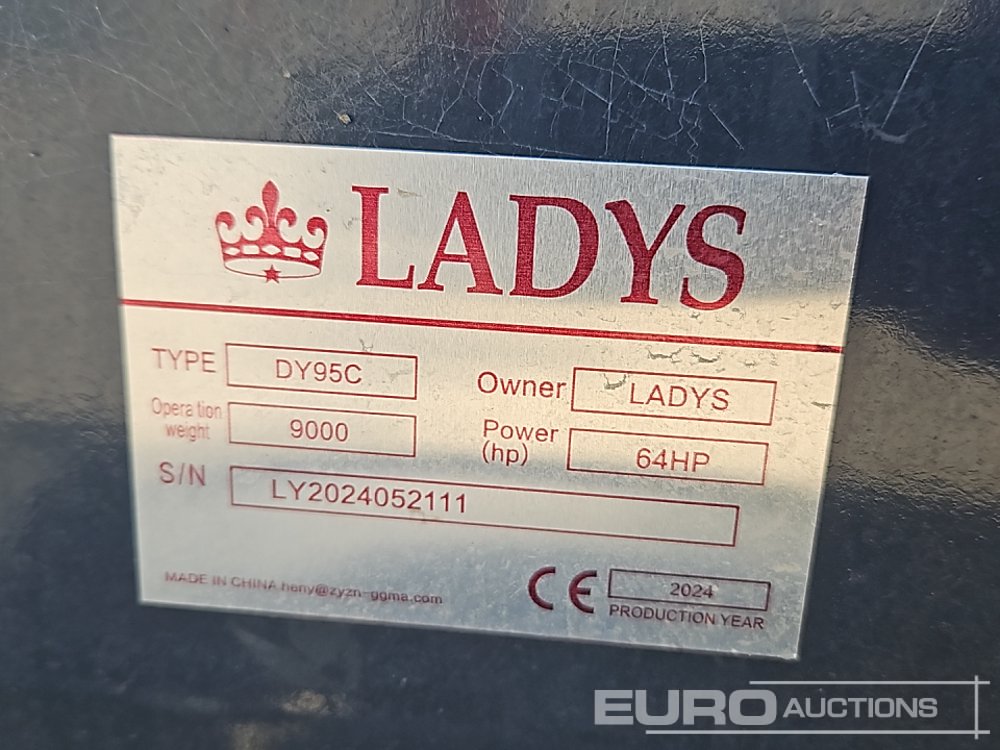 LADYS
TYPE DY95C
Owner LADYS
Operation weight 9000
Power (hp) 64HP
S/N LY2024052111
MADE IN CHINA heny@zyzn-ggma.com
CE 2024
PRODUCTION YEAR
EURO AUCTIONS